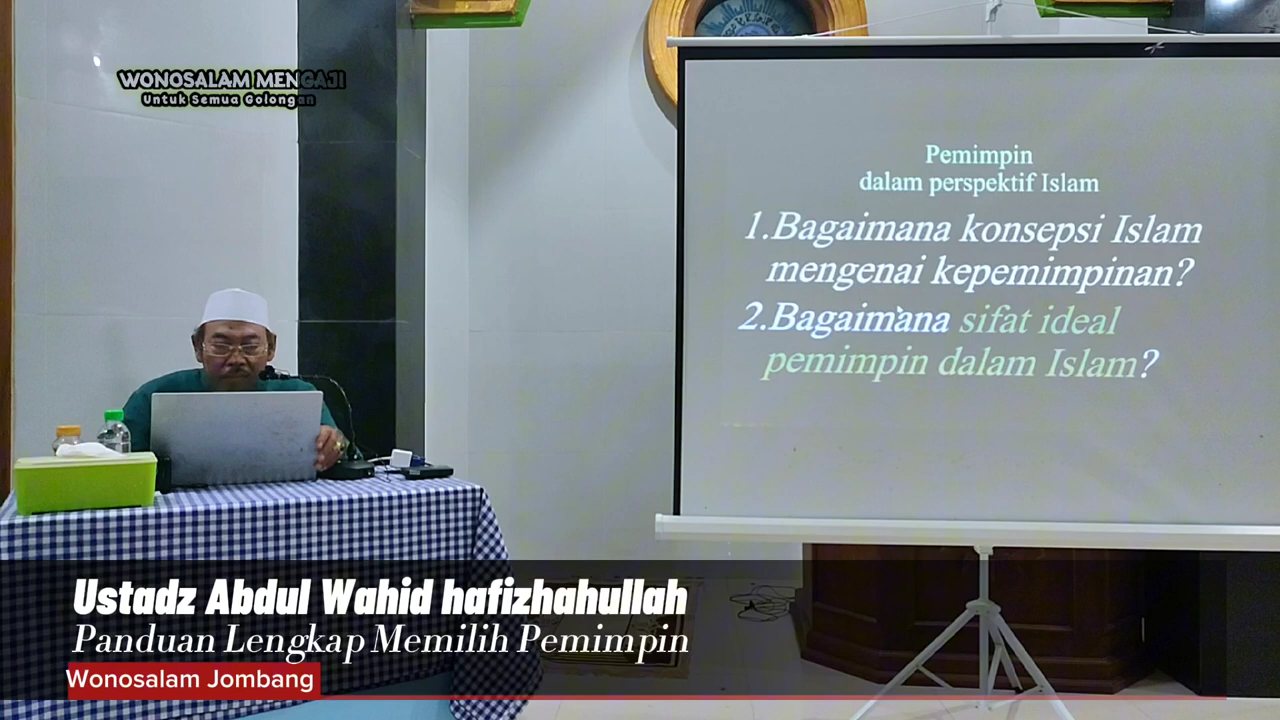 WONOSALAM MENGAJI
Untuk Semua Golongan
Pemimpin
dalam perspektif Islam
1.Bagaimana konsepsi Islam
mengenai kepemimpinan?
2.Bagaimana sifat ideal
pemimpin dalam Islam?
Ustadz Abdul Wahid hafizhahullah
Panduan Lengkap Memilih Pemimpin
Wonosalam Jombang